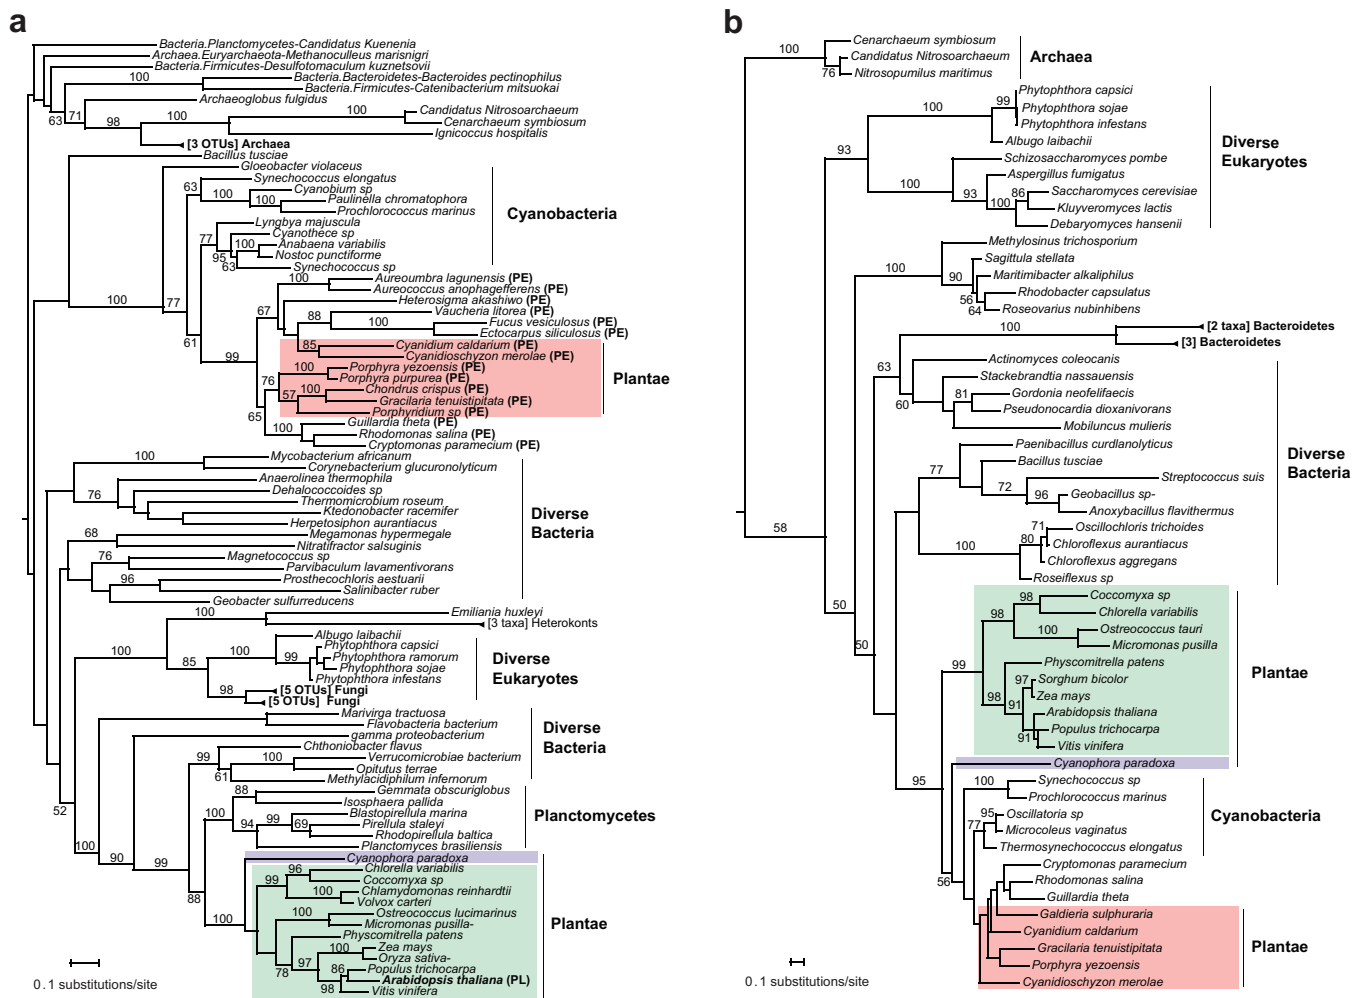 a
Bacteria.Planctomycetes-Candidatus Kuenenia
Archaea.Euryarchaeota-Methanoculleus marisnigri
Bacteria.Firmicutes-Desulfotomaculum kuznetsovii
100
Bacteria.Bacteroidetes-Bacteroides pectinophilus
Bacteria.Firmicutes-Catenibacterium mitsuokai
Archaeoglobus fulgidus
63
71
98
100
100
Candidatus Nitrosoarchaeum
Cenarchaeum symbiosum
Ignicoccus hospitalis
[3 OTUs] Archaea
Bacillus tusciae
Gloeobacter violaceus
63
Synechococcus elongatus
100
Cyanobium sp
100
Paulinella chromatophora
Prochlorococcus marinus
Cyanobacteria
Lyngbya majuscula
77
Cyanothece sp
95
100
Anabaena variabilis
Nostoc punctiforme
63
Synechococcus sp
100
77
61
99
67
100
Aureoumbra lagunensis (PE)
Aureococcus anophagefferens (PE)
Heterosigma akashiwo (PE)
88
Vaucheria litorea (PE)
100
Fucus vesiculosus (PE)
Ectocarpus siliculosus (PE)
85
Cyanidium caldarium (PE)
Cyanidioschyzon merolae (PE)
76
100
Porphyra yezoensis (PE)
Porphyra purpurea (PE)
57
100
Chondrus crispus (PE)
Gracilaria tenuistipitata (PE)
Porphyridium sp (PE)
Plantae
65
100
Guillardia theta (PE)
Rhodomonas salina (PE)
Cryptomonas paramecium (PE)
100
Mycobacterium africanum
Corynebacterium glucuronolyticum
Anaerolinea thermophila
76
Dehalococcoides sp
Thermomicrobium roseum
Ktedonobacter racemifer
Herpetosiphon aurantiacus
Diverse
Bacteria
68
Megamonas hypermegale
Nitratifractor salsuginis
76
Magnetococcus sp
Parvibaculum lavamentivorans
96
Prosthecochloris aestuarii
Salinibacter ruber
Geobacter sulfurreducens
100
100
Emiliania huxleyi
[3 taxa] Heterokonts
85
100
Albugo laibachii
99
Phytophthora capsici
Phytophthora ramorum
Phytophthora sojae
Phytophthora infestans
98
[5 OTUs] Fungi
[5 OTUs] Fungi
Diverse
Eukaryotes
52
100
Marivirga tractuosa
Flavobacteria bacterium
90
gamma proteobacterium
99
99
Chthoniobacter flavus
61
100
Verrucomicrobiae bacterium
Opitutus terrae
Methylacidiphilum infernorum
Diverse
Bacteria
88
100
88
Gemmata obscuriglobus
Isosphaera pallida
94
99
Blastopirellula marina
69
Pirellula staleyi
Rhodopirellula baltica
Planctomyces brasiliensis
Planctomycetes
100
Cyanophora paradoxa
99
96
Chlorella variabilis
Coccomyxa sp
100
Chlamydomonas reinhardtii
Volvox carteri
100
Ostreococcus lucimarinus
Micromonas pusilla-
78
Physcomitrella patens
97
100
Zea mays
Oryza sativa-
86
Populus trichocarpa
98
Arabidopsis thaliana (PL)
Vitis vinifera
Plantae
0.1 substitutions/site
b
100
Cenarchaeum symbiosum
76
Candidatus Nitrosoarchaeum
Nitrosopumilus maritimus
Archaea
58
93
100
99
Phytophthora capsici
Phytophthora sojae
Phytophthora infestans
Albugo laibachii
100
Schizosaccharomyces pombe
93
Aspergillus fumigatus
100
86
Saccharomyces cerevisiae
Kluyveromyces lactis
Debaryomyces hansenii
Diverse
Eukaryotes
50
100
Methylosinus trichosporium
90
Sagittula stellata
Maritimibacter alkaliphilus
56
Rhodobacter capsulatus
64
Roseovarius nubinhibens
50
63
100
[2 taxa] Bacteroidetes
[3] Bacteroidetes
60
Actinomyces coleocanis
Stackebrandtia nassauensis
81
Gordonia neofelifaecis
Pseudonocardia dioxanivorans
Mobiluncus mulieris
77
Paenibacillus curdlanolyticus
Bacillus tusciae
72
Streptococcus suis
96
Geobacillus sp-
Anoxybacillus flavithermus
100
71
Oscillochloris trichoides
80
Chloroflexus aurantiacus
Chloroflexus aggregans
Roseiflexus sp
Diverse
Bacteria
95
99
98
98
Coccomyxa sp
Chlorella variabilis
100
Ostreococcus tauri
Micromonas pusilla
98
Physcomitrella patens
97
Sorghum bicolor
Zea mays
91
Arabidopsis thaliana
91
Populus trichocarpa
Vitis vinifera
Cyanophora paradoxa
Plantae
56
100
Synechococcus sp
Prochlorococcus marinus
77
95
Oscillatoria sp
Microcoleus vaginatus
Thermosynechococcus elongatus
Cyanobacteria
Cryptomonas paramecium
Rhodomonas salina
Guillardia theta
Galdieria sulphuraria
Cyanidium caldarium
Gracilaria tenuistipitata
Porphyra yezoensis
Cyanidioschyzon merolae
Plantae
0.1 substitutions/site